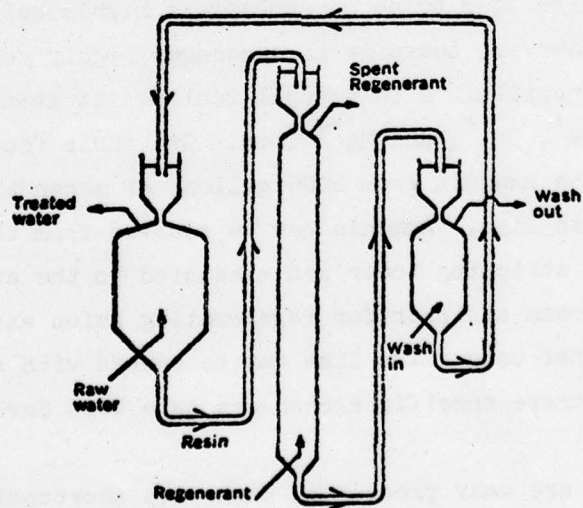 Spent
Regenerant
Treated
water
Wash
out
Wash
in
Raw
water
Resin
Regenerant